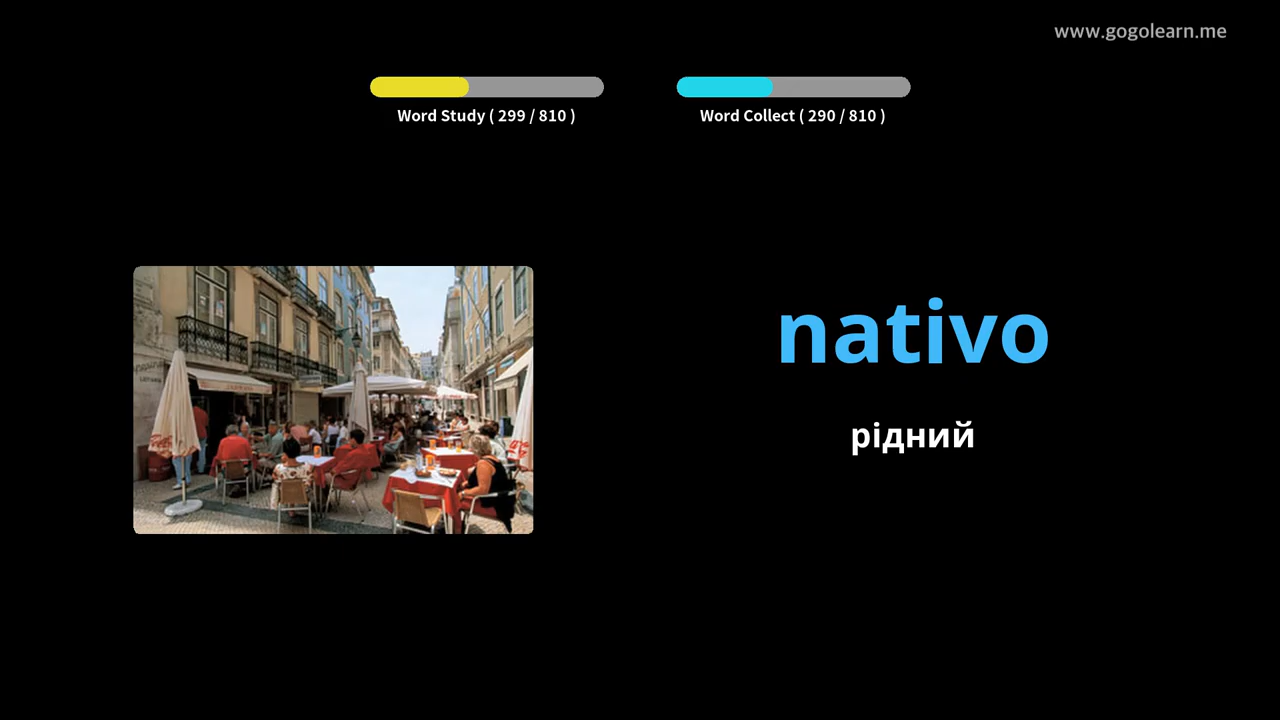 www.gogolearn.me
Word Study ( 299 / 810 )
Word Collect ( 290 / 810 )
nativo
рідний